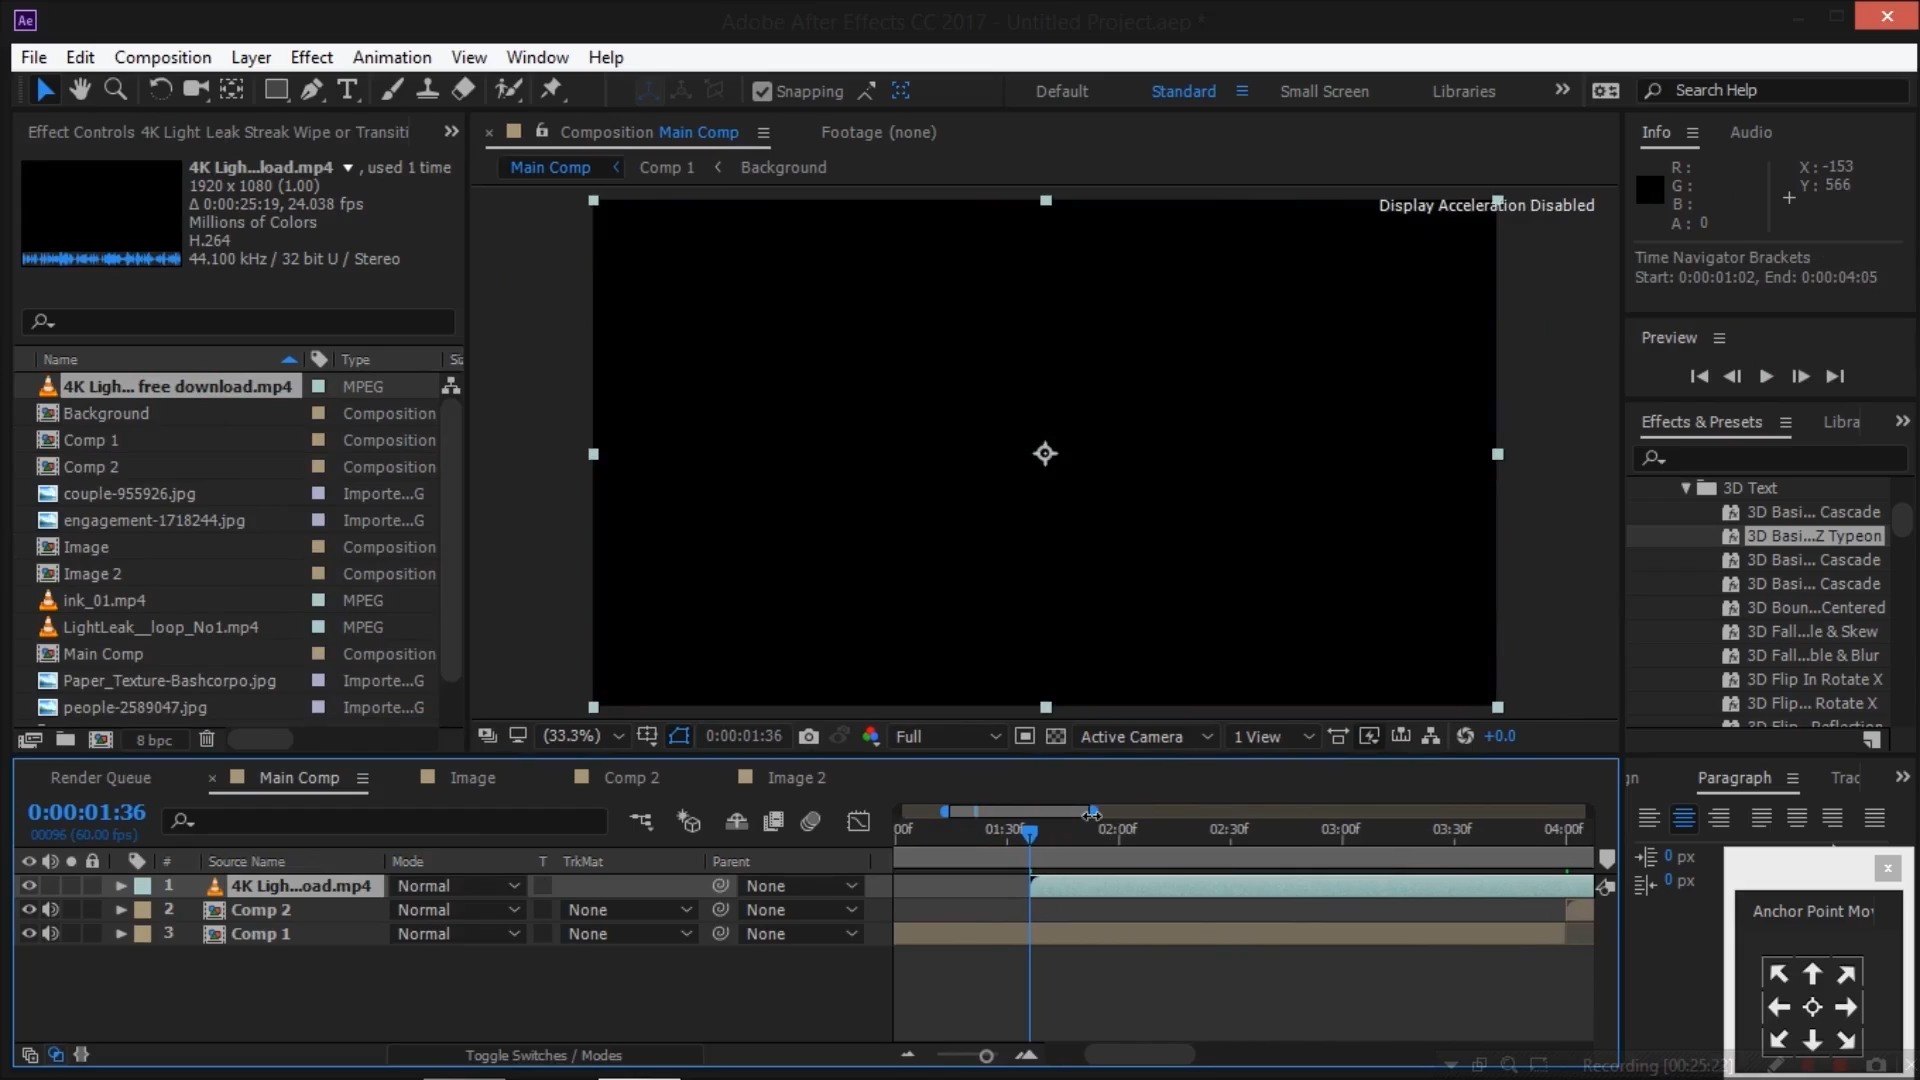 Ae
Adobe After Effects CC 2017 - Untitled Project.aep *
File Edit Composition Layer Effect Animation View Window Help
Snapping
Default Standard Small Screen Libraries
Search Help
Effect Controls 4K Light Leak Streak Wipe or Transiti
4K Ligh...load.mp4 , used 1 time
1920 x 1080 (1.00)
Δ 0:00:25:19, 24.038 fps
Millions of Colors
H.264
44.100 kHz / 32 bit U / Stereo
Composition Main Comp
Footage (none)
Main Comp Comp 1 Background
Display Acceleration Disabled
Info Audio
R :
G :
B :
A : 0
X : -153
Y : 566
Time Navigator Brackets
Start: 0:00:01:02, End: 0:00:04:05
Preview
Effects & Presets Libra
3D Text
3D Basi... Cascade
3D Basi...Z Typeon
3D Basi... Cascade
3D Basi... Cascade
3D Boun...Centered
3D Fall...le & Skew
3D Fall...ble & Blur
3D Flip In Rotate X
3D Flip... Rotate X
Name Type
4K Ligh... free download.mp4 MPEG
Background Composition
Comp 1 Composition
Comp 2 Composition
couple-955926.jpg Importe...G
engagement-1718244.jpg Importe...G
Image Composition
Image 2 Composition
ink_01.mp4 MPEG
LightLeak__loop_No1.mp4 MPEG
Main Comp Composition
Paper_Texture-Bashcorpo.jpg Importe...G
people-2589047.jpg Importe...G
8 bpc
(33.3%) 0:00:01:36 Full Active Camera 1 View +0.0
Render Queue Main Comp Image Comp 2 Image 2
0:00:01:36
00096 (60.00 fps)
00f 01:30f 02:00f 02:30f 03:00f 03:30f 04:00f
# Source Name Mode T TrkMat Parent
1 4K Ligh...oad.mp4 Normal None
2 Comp 2 Normal None None
3 Comp 1 Normal None None
Toggle Switches / Modes
gn Paragraph Trac
0 px
0 px
Anchor Point Mov
Recording [00:25:22]